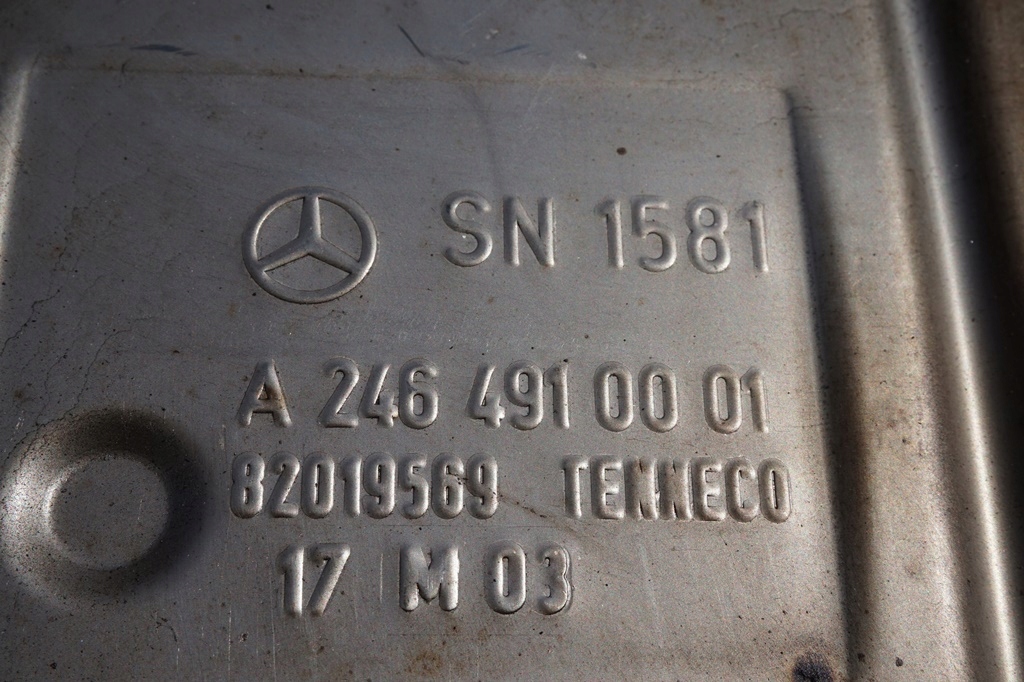 SN 1581
A 246 491 00 01
82019569 TENNECO
17 M 03